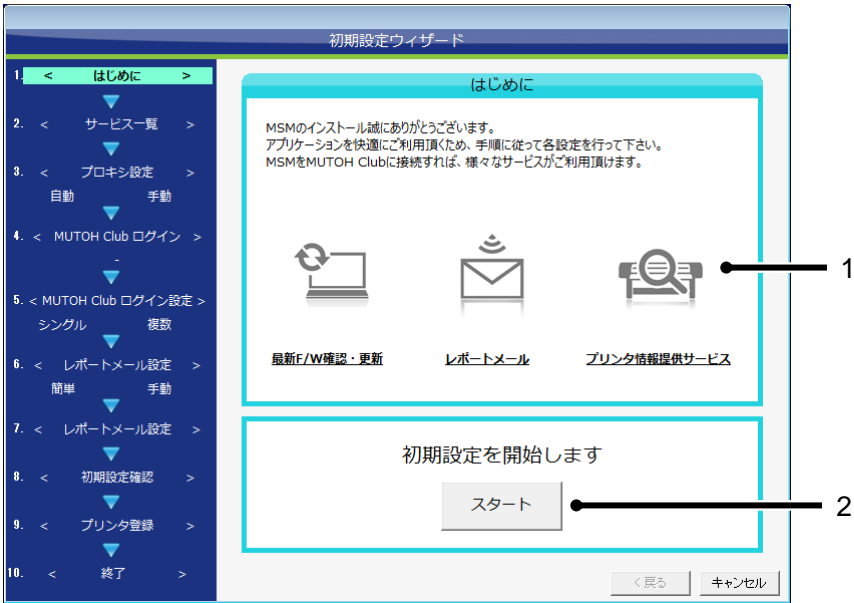 初期設定ウィザード
1. < はじめに >
2. < サービス一覧 >
3. < プロキシ設定 >
自動 手動
4. < MUTOH Club ログイン >
-
5. < MUTOH Club ログイン設定 >
シングル 複数
6. < レポートメール設定 >
簡単 手動
7. < レポートメール設定 >
8. < 初期設定確認 >
9. < プリンタ登録 >
10. < 終了 >
はじめに
MSMのインストール誠にありがとうございます。
アプリケーションを快適にご利用頂くため、手順に従って各設定を行って下さい。
MSMをMUTOH Clubに接続すれば、様々なサービスがご利用頂けます。
1
最新F/W確認・更新 レポートメール プリンタ情報提供サービス
初期設定を開始します
スタート
2
< 戻る キャンセル